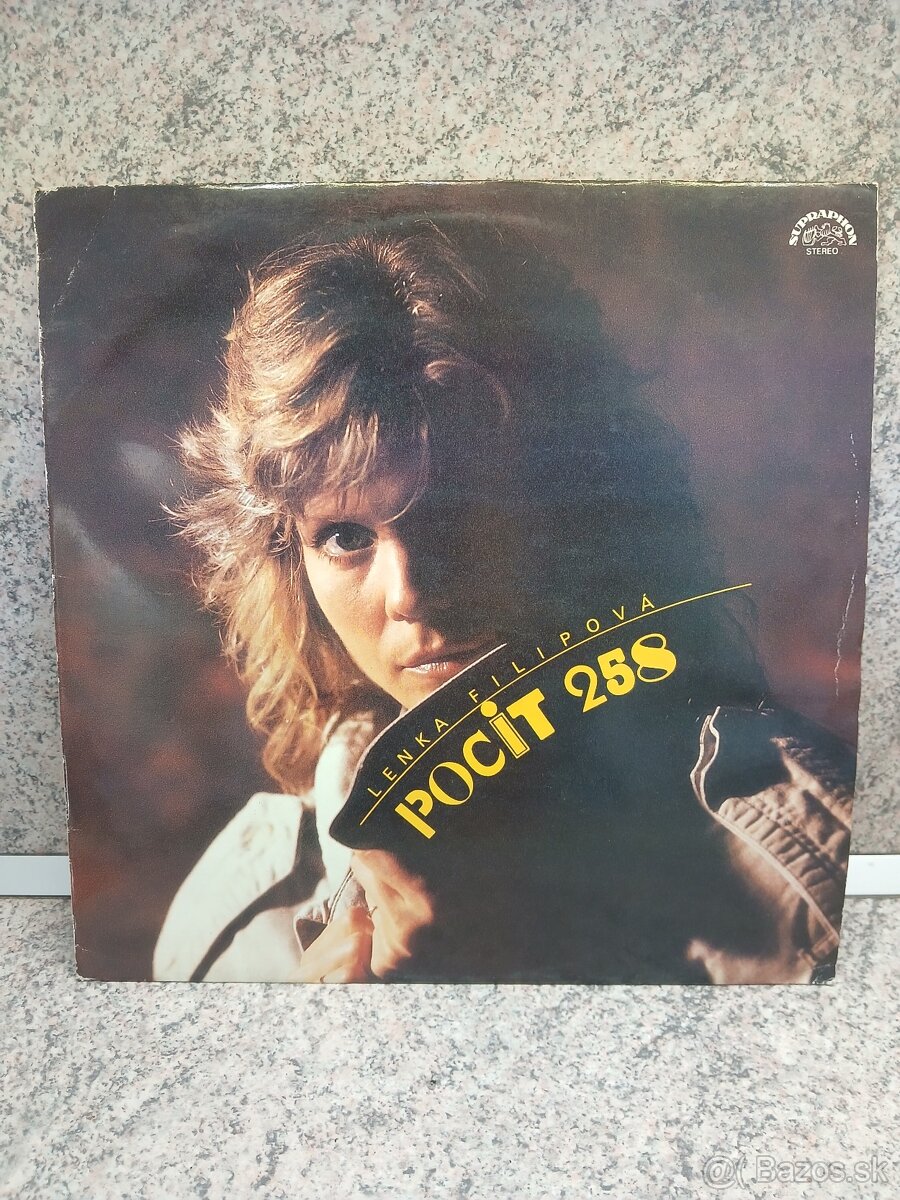 SUPRAPHON
STEREO
LENKA FILIPOVÁ
POCIT 258
@( Bazos.sk